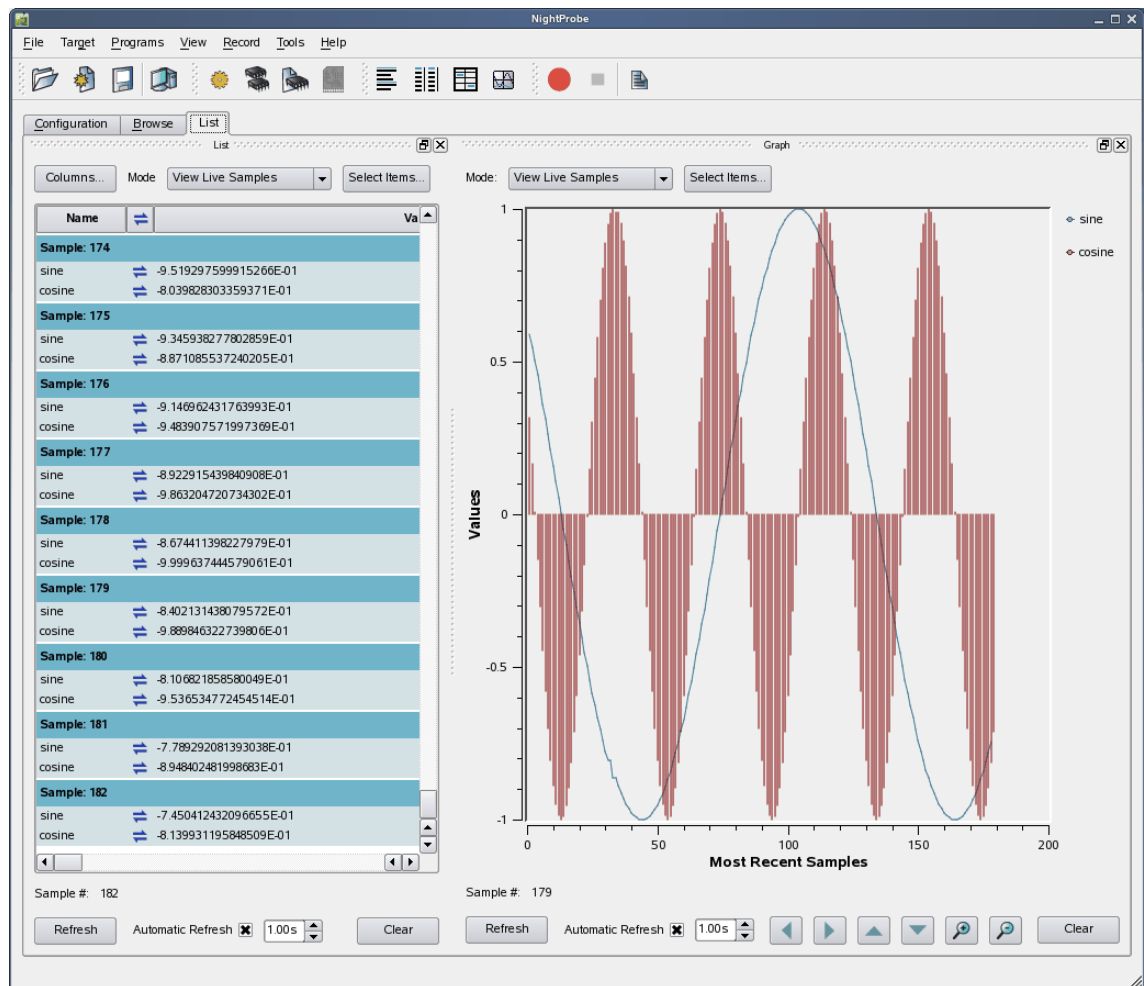 NightProbe
File Target Programs View Record Tools Help
Configuration Browse List
List
Columns... Mode View Live Samples Select Items...
Name Va
Sample: 174
sine -9.519297599915266E-01
cosine -8.039828303359371E-01
Sample: 175
sine -9.345938277802859E-01
cosine -8.871085537240205E-01
Sample: 176
sine -9.146962431763993E-01
cosine -9.483907571997369E-01
Sample: 177
sine -8.922915439840908E-01
cosine -9.863204720734302E-01
Sample: 178
sine -8.674411398227979E-01
cosine -9.999637444579061E-01
Sample: 179
sine -8.402131438079572E-01
cosine -9.889846322739806E-01
Sample: 180
sine -8.106821858580049E-01
cosine -9.536534772454514E-01
Sample: 181
sine -7.789292081393038E-01
cosine -8.948402481998683E-01
Sample: 182
sine -7.450412432096655E-01
cosine -8.139931195848509E-01
Sample #: 182
Refresh Automatic Refresh 1.00s Clear
Graph
Mode: View Live Samples Select Items...
sine
cosine
1
0.5
0
-0.5
-1
Values
0 50 100 150 200
Most Recent Samples
Sample #: 179
Refresh Automatic Refresh 1.00s Clear